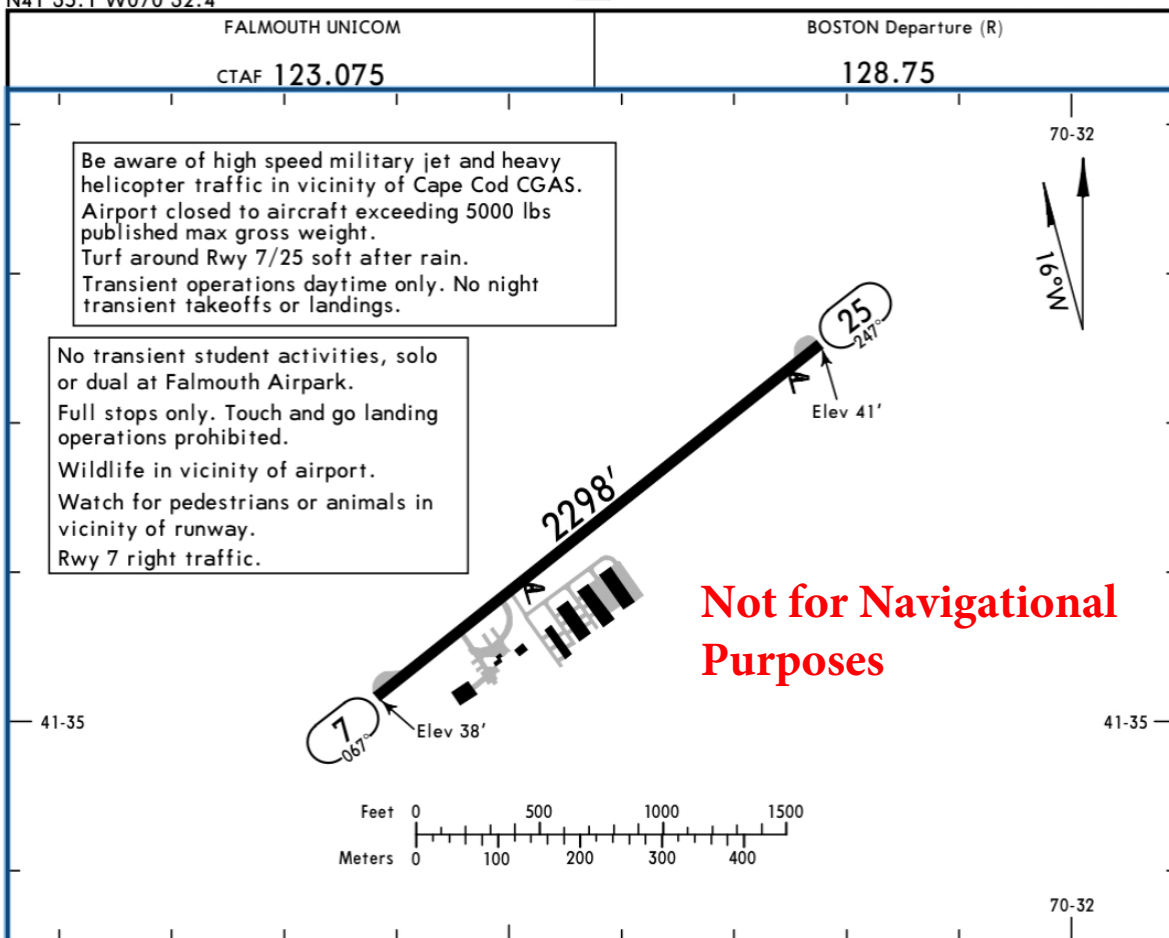 N41 35.1 W070 32.4
FALMOUTH UNICOM
CTAF 123.075
BOSTON Departure (R)
128.75
70-32
Be aware of high speed military jet and heavy
helicopter traffic in vicinity of Cape Cod CGAS.
Airport closed to aircraft exceeding 5000 lbs
published max gross weight.
Turf around Rwy 7/25 soft after rain.
Transient operations daytime only. No night
transient takeoffs or landings.
16°W
25
247°
No transient student activities, solo
or dual at Falmouth Airpark.
Full stops only. Touch and go landing
operations prohibited.
Wildlife in vicinity of airport.
Watch for pedestrians or animals in
vicinity of runway.
Rwy 7 right traffic.
A
Elev 41'
2298'
A
Not for Navigational
Purposes
41-35
7
067°
Elev 38'
41-35
Feet 0 500 1000 1500
Meters 0 100 200 300 400
70-32